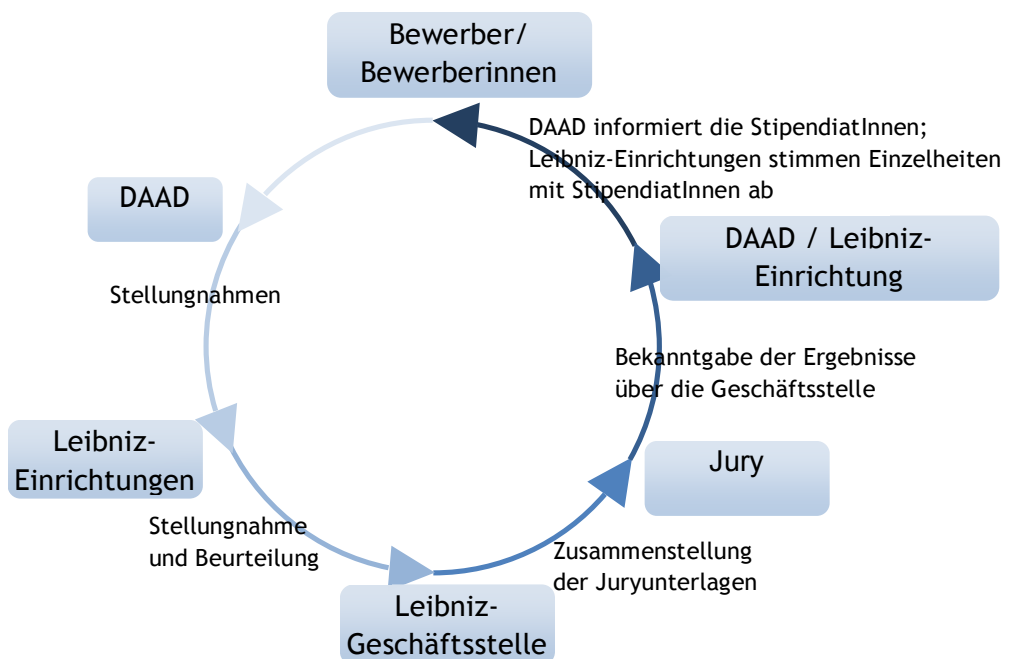 Bewerber/
Bewerberinnen
DAAD informiert die StipendiatInnen;
Leibniz-Einrichtungen stimmen Einzelheiten
mit StipendiatInnen ab
DAAD
DAAD / Leibniz-
Einrichtung
Stellungnahmen
Bekanntgabe der Ergebnisse
über die Geschäftsstelle
Leibniz-
Einrichtungen
Jury
Stellungnahme
und Beurteilung
Zusammenstellung
der Juryunterlagen
Leibniz-
Geschäftsstelle